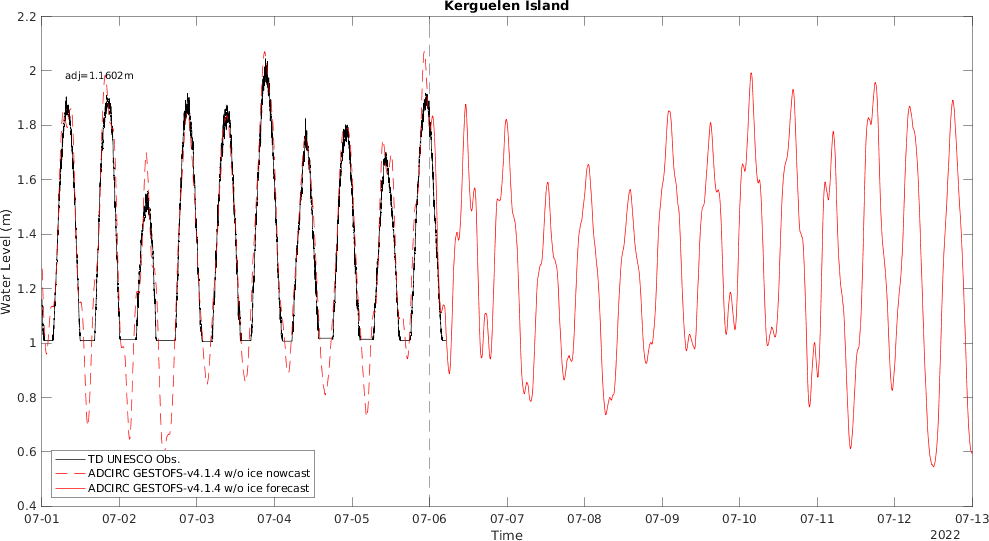 Kerguelen Island
2.2
2
1.8
1.6
1.4
1.2
1
0.8
0.6
0.4
Water Level (m)
adj=1.1602m
TD UNESCO Obs.
ADCIRC GESTOFS-v4.1.4 w/o ice nowcast
ADCIRC GESTOFS-v4.1.4 w/o ice forecast
07-01 07-02 07-03 07-04 07-05 07-06 07-07 07-08 07-09 07-10 07-11 07-12 07-13
Time
2022